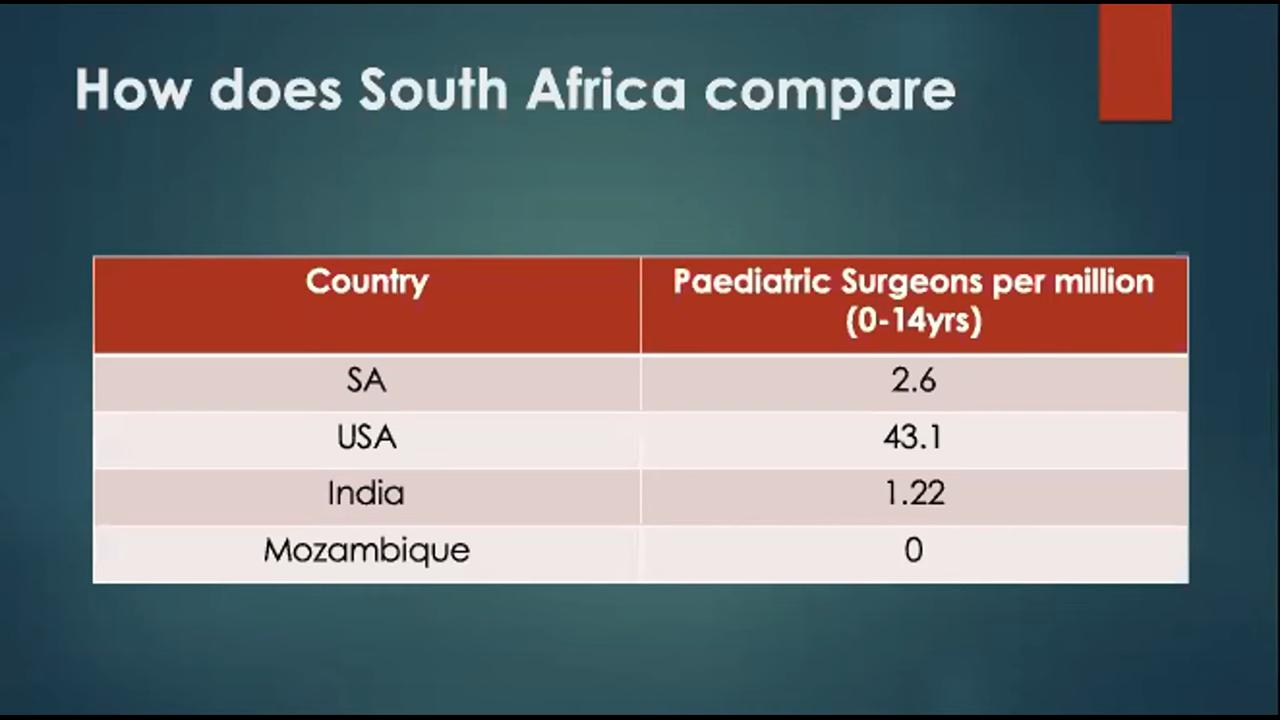 How does South Africa compare
Country
Paediatric Surgeons per million
(0-14yrs)
SA
2.6
USA
43.1
India
1.22
Mozambique
0